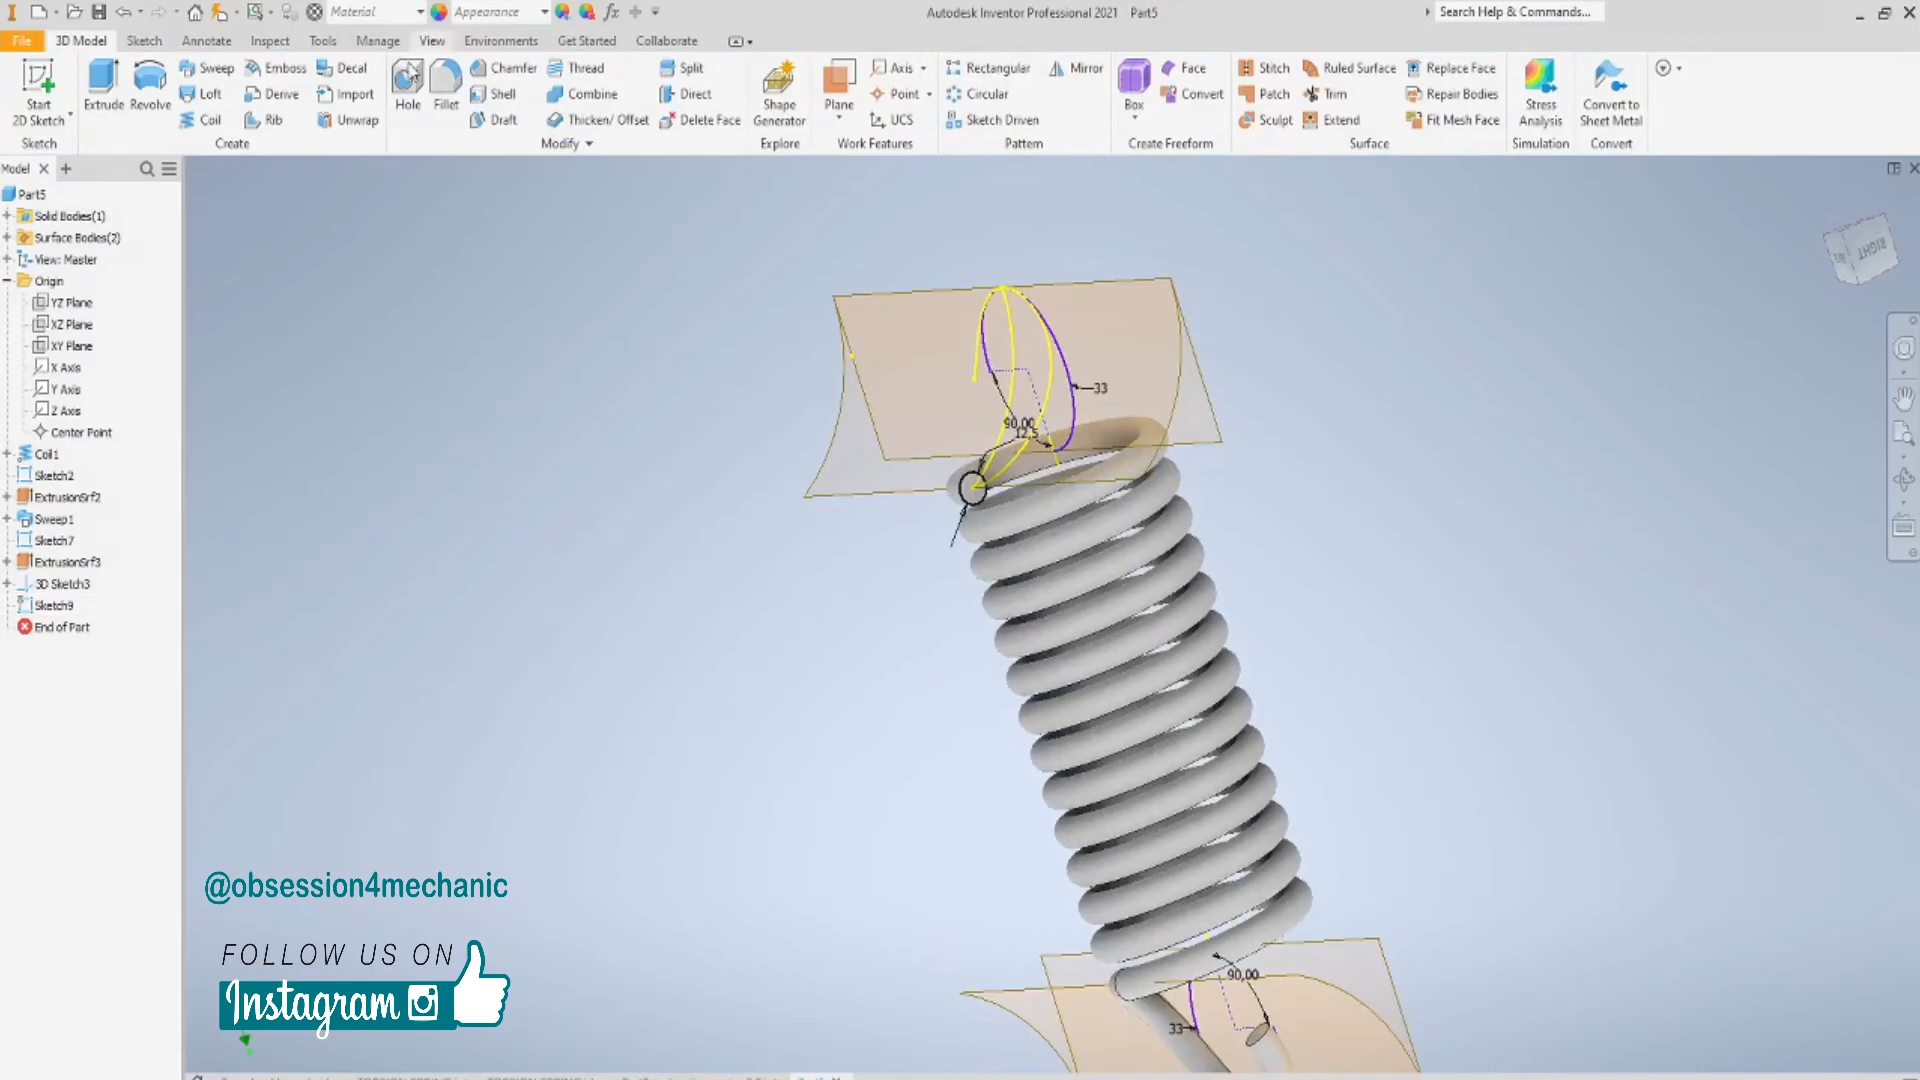 Material Appearance Autodesk Inventor Professional 2021 Part5 Search Help & Commands...
File 3D Model Sketch Annotate Inspect Tools Manage View Environments Get Started Collaborate
Start 2D Sketch
Sketch
Extrude Revolve Sweep Loft Coil Emboss Derive Rib Decal Import Unwrap
Create
Hole Fillet Chamfer Shell Draft Thread Combine Thicken/ Offset Split Direct Delete Face
Modify
Shape Generator
Explore
Plane Axis Point UCS
Work Features
Rectangular Circular Sketch Driven Mirror
Pattern
Box Face Convert
Create Freeform
Stitch Patch Sculpt Ruled Surface Trim Extend Replace Face Repair Bodies Fit Mesh Face
Surface
Stress Analysis
Simulation
Convert to Sheet Metal
Convert
Model
Part5
Solid Bodies(1)
Surface Bodies(2)
View: Master
Origin
YZ Plane
XZ Plane
XY Plane
X Axis
Y Axis
Z Axis
Center Point
Coil1
Sketch2
ExtrusionSrf2
Sweep1
Sketch7
ExtrusionSrf3
3D Sketch3
Sketch9
End of Part
RIGHT
33
90,00
12,5
90,00
33
@obsession4mechanic
FOLLOW US ON
Instagram